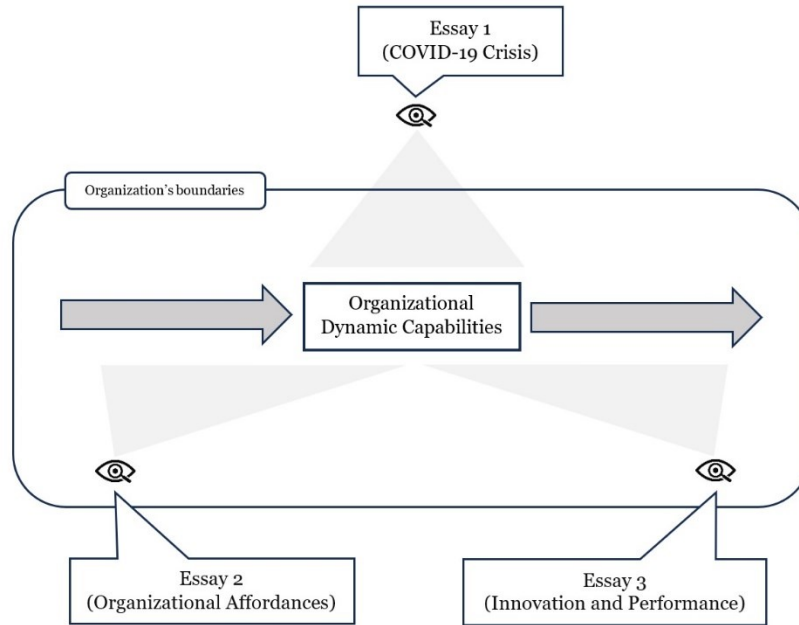 Essay 1
(COVID-19 Crisis)
Organization's boundaries
Organizational
Dynamic Capabilities
Essay 2
(Organizational Affordances)
Essay 3
(Innovation and Performance)